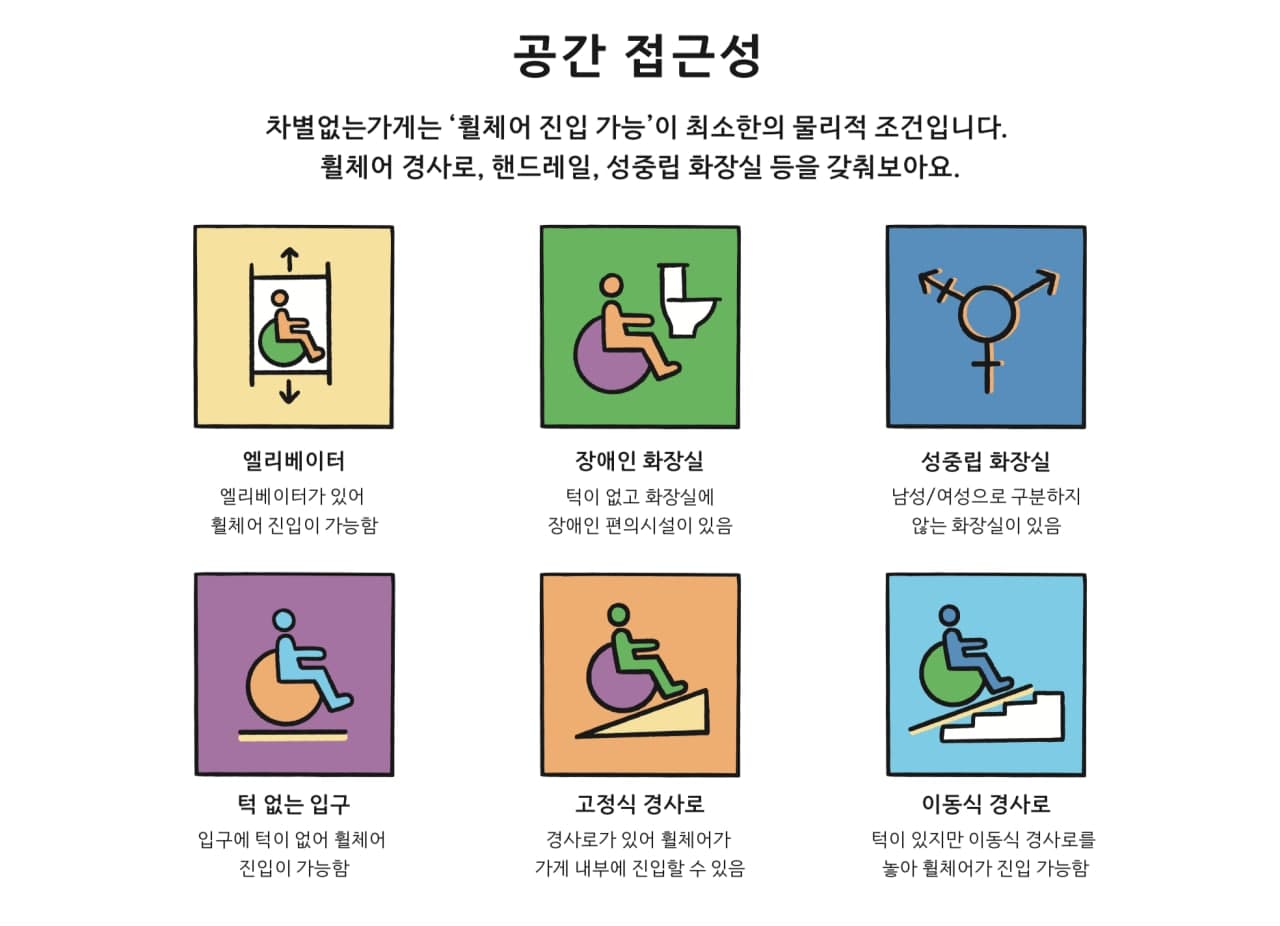 공간 접근성
차별없는가게는 ‘휠체어 진입 가능’이 최소한의 물리적 조건입니다.
휠체어 경사로, 핸드레일, 성중립 화장실 등을 갖춰보아요.
엘리베이터
엘리베이터가 있어
휠체어 진입이 가능함
장애인 화장실
턱이 없고 화장실에
장애인 편의시설이 있음
성중립 화장실
남성/여성으로 구분하지
않는 화장실이 있음
턱 없는 입구
입구에 턱이 없어 휠체어
진입이 가능함
고정식 경사로
경사로가 있어 휠체어가
가게 내부에 진입할 수 있음
이동식 경사로
턱이 있지만 이동식 경사로를
놓아 휠체어가 진입 가능함